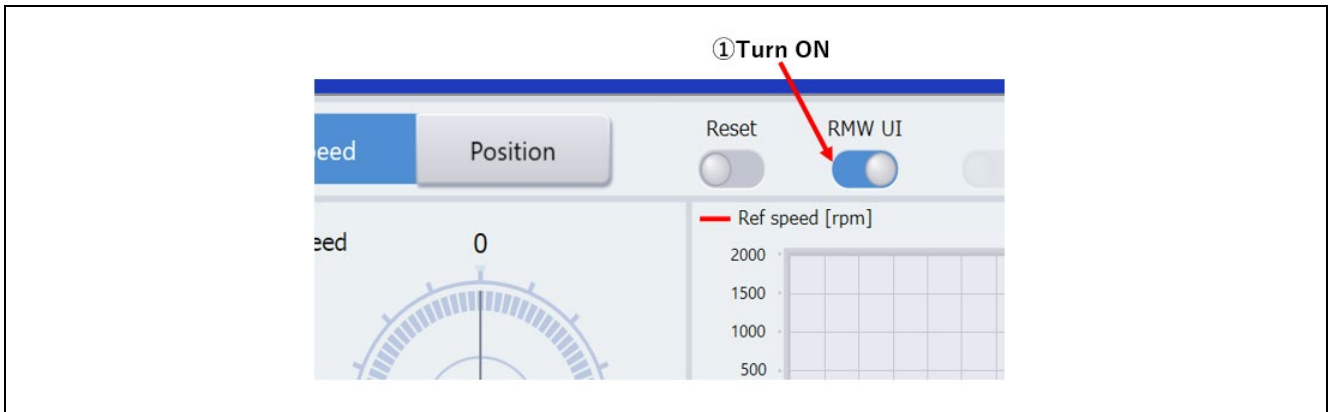 ①Turn ON
Reset RMW UI
eed Position
Ref speed [rpm]
eed 0
2000
1500
1000
500